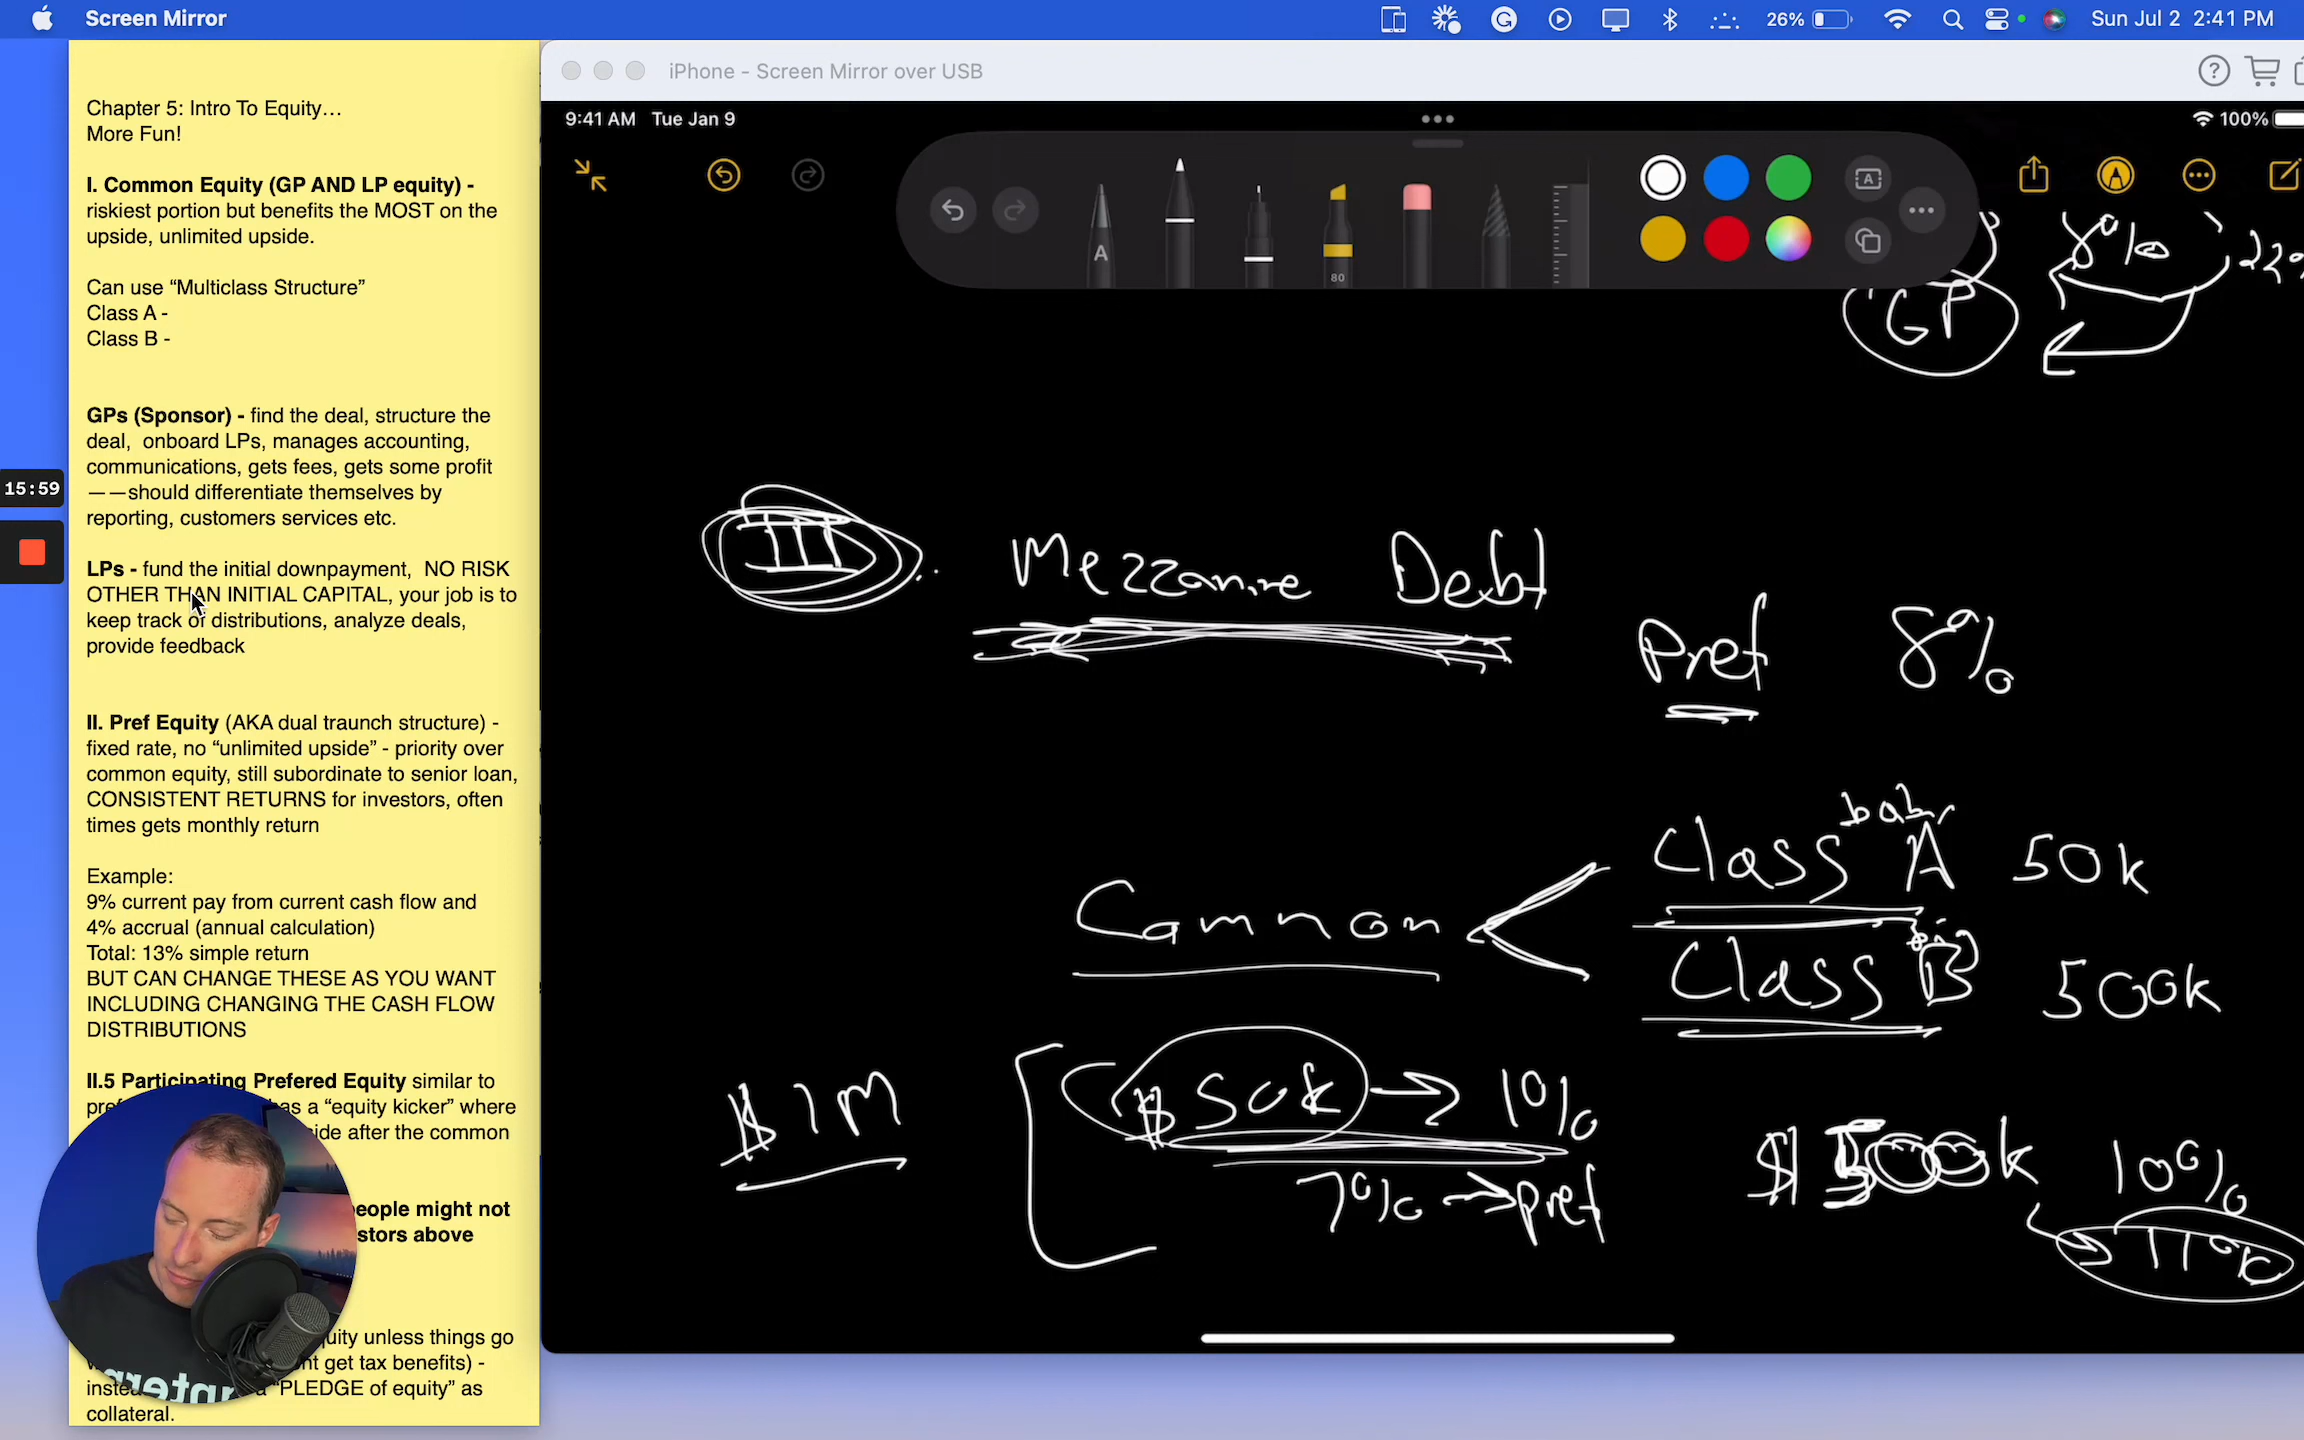 Screen Mirror
26%
Sun Jul 2 2:41 PM
iPhone - Screen Mirror over USB
9:41 AM Tue Jan 9
100%
Chapter 5: Intro To Equity…
More Fun!
I. Common Equity (GP AND LP equity) -
riskiest portion but benefits the MOST on the
upside, unlimited upside.
Can use “Multiclass Structure”
Class A -
Class B -
GPs (Sponsor) - find the deal, structure the
deal, onboard LPs, manages accounting,
communications, gets fees, gets some profit
——should differentiate themselves by
reporting, customers services etc.
15:59
LPs - fund the initial downpayment, NO RISK
OTHER THAN INITIAL CAPITAL, your job is to
keep track of distributions, analyze deals,
provide feedback
II. Pref Equity (AKA dual traunch structure) -
fixed rate, no “unlimited upside” - priority over
common equity, still subordinate to senior loan,
CONSISTENT RETURNS for investors, often
times gets monthly return
Example:
9% current pay from current cash flow and
4% accrual (annual calculation)
Total: 13% simple return
BUT CAN CHANGE THESE AS YOU WANT
INCLUDING CHANGING THE CASH FLOW
DISTRIBUTIONS
II.5 Participating Prefered Equity similar to
as a “equity kicker” where
side after the common
people might not
stors above
uity unless things go
nt get tax benefits) -
a “PLEDGE of equity” as
collateral.
A
80
A
8%
GP
III Mezzanine Debt
Pref 8%
Common
Class A 50k
Class B 500k
$1M
$50k → 10%
7% → pref
$500k 10%
11%